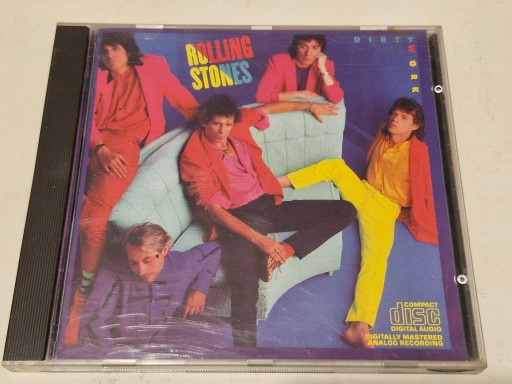 ROLLING
STONES
DIRTY
WORK
COMPACT
disc
DIGITAL AUDIO
DIGITALLY MASTERED
ANALOG RECORDING